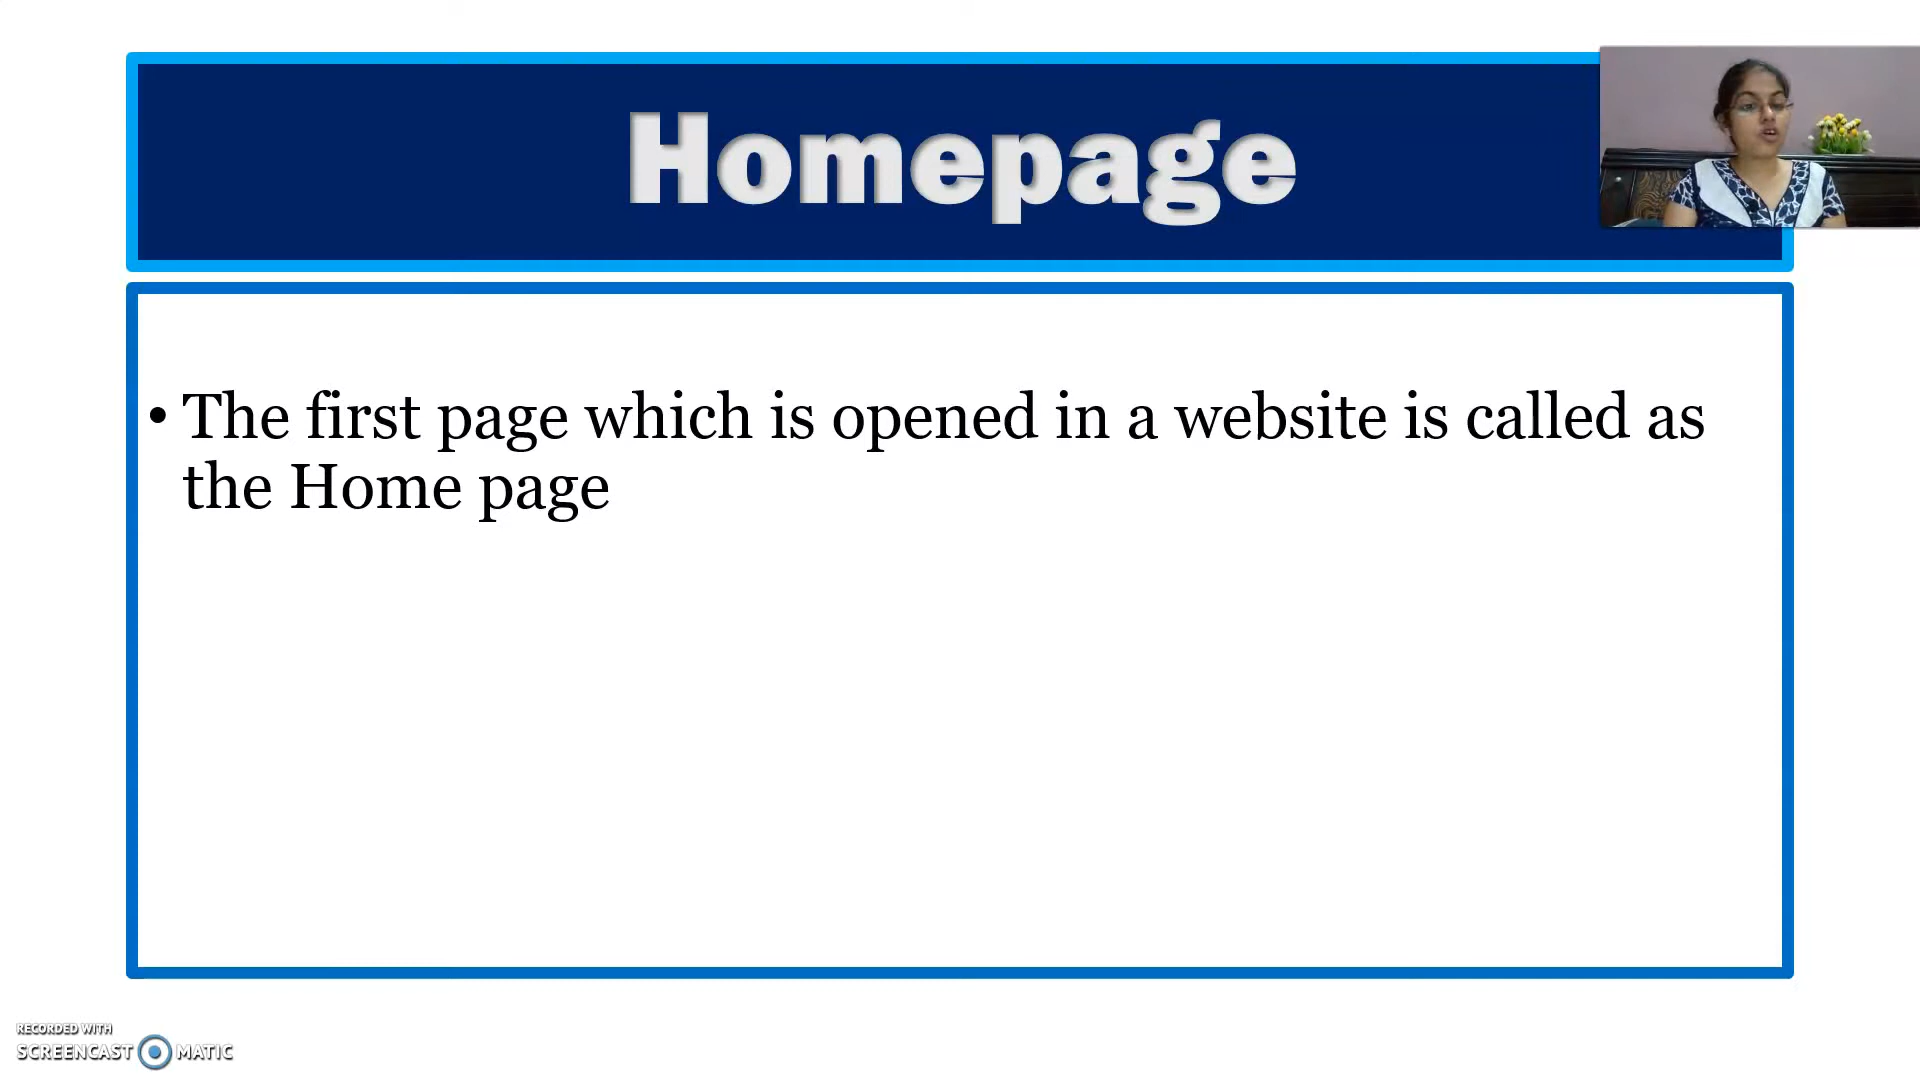 Homepage
• The first page which is opened in a website is called as
the Home page
RECORDED WITH
SCREENCAST MATIC